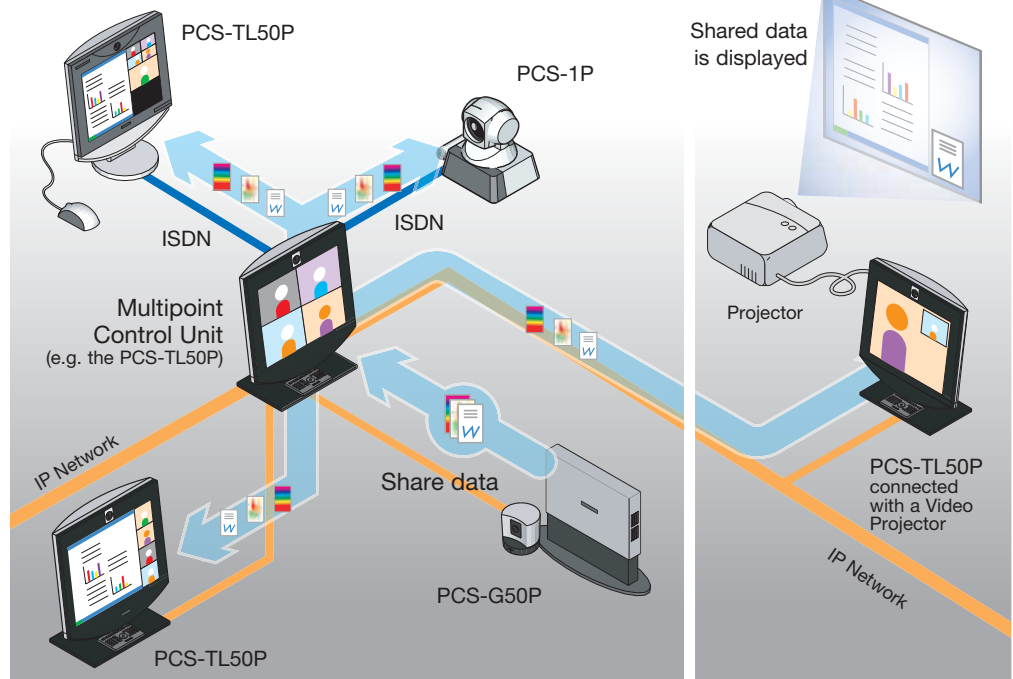 PCS-TL50P
PCS-1P
Shared data
is displayed
ISDN
ISDN
Multipoint
Control Unit
(e.g. the PCS-TL50P)
Projector
IP Network
Share data
PCS-TL50P
connected
with a Video
Projector
IP Network
PCS-G50P
PCS-TL50P
W
W
W
W
W
W